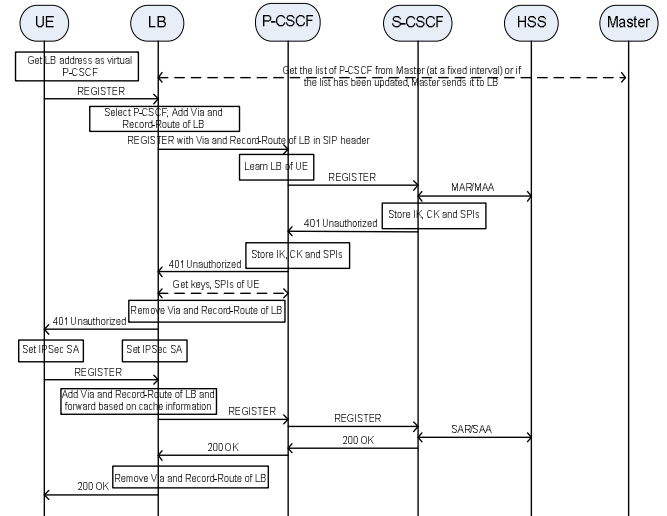 UE
LB
P-CSCF
S-CSCF
HSS
Master
Get LB address as virtual
P-CSCF
Get the list of P-CSCF from Master (at a fixed interval) or if
the list has been updated, Master sends it to LB
REGISTER
Select P-CSCF, Add Via and
Record-Route of LB
REGISTER with Via and Record-Route of LB in SIP header
Learn LB of UE
REGISTER
MAR/MAA
Store IK, CK and SPIs
401 Unauthorized
Store IK, CK and SPIs
401 Unauthorized
Get keys, SPIs of UE
Remove Via and Record-Route of LB
401 Unauthorized
Set IPSec SA
Set IPSec SA
REGISTER
Add Via and Record-Route of LB and
forward based on cache information
REGISTER
REGISTER
SAR/SAA
200 OK
200 OK
Remove Via and Record-Route of LB
200 OK